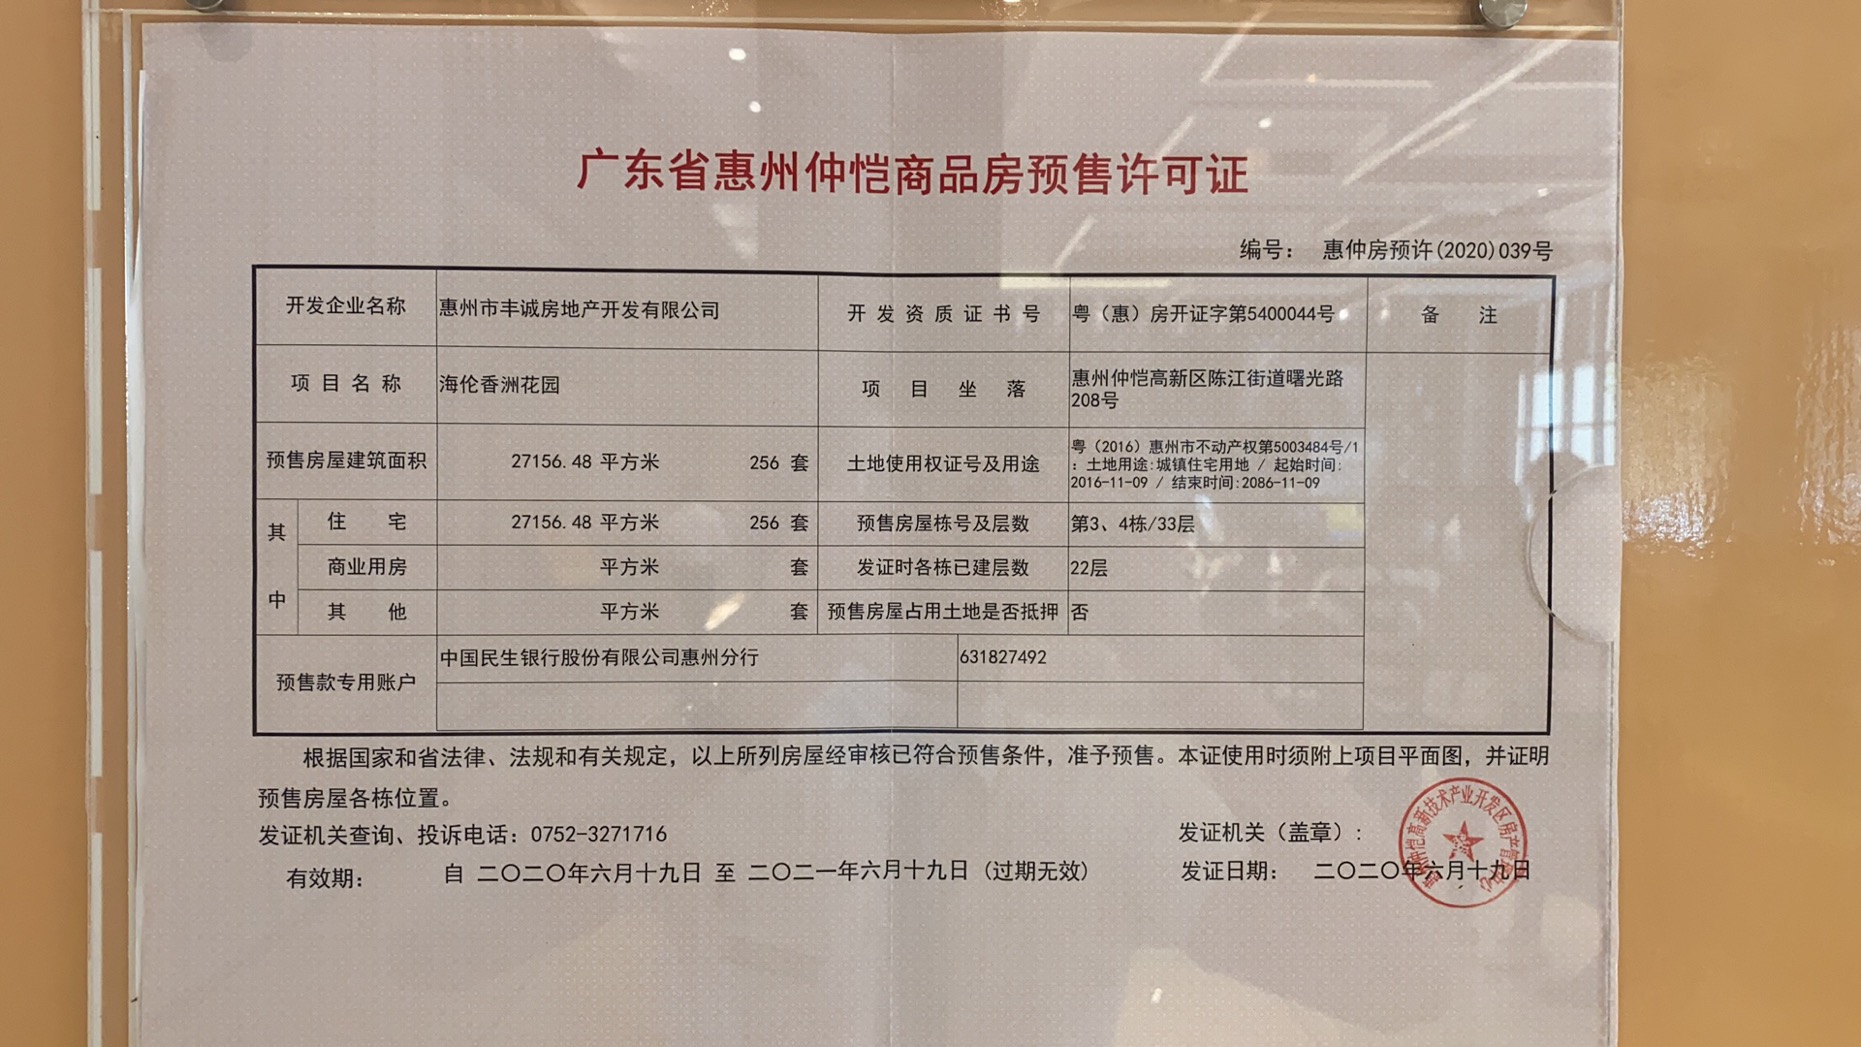 广东省惠州仲恺商品房预售许可证
编号： 惠仲房预许(2020)039号
开发企业名称 惠州市丰诚房地产开发有限公司 开发资质证书号 粤（惠）房开证字第5400044号 备 注
项目名称 海伦香洲花园 项目坐落 惠州仲恺高新区陈江街道曙光路
208号
预售房屋建筑面积 27156.48 平方米 256 套 土地使用权证号及用途 粤（2016）惠州市不动产权第5003484号/1
：土地用途:城镇住宅用地 / 起始时间:
2016-11-09 / 结束时间:2086-11-09
其中 住宅 27156.48 平方米 256 套 预售房屋栋号及层数 第3、4栋/33层
商业用房 平方米 套 发证时各栋已建层数 22层
其他 平方米 套 预售房屋占用土地是否抵押 否
预售款专用账户 中国民生银行股份有限公司惠州分行 631827492
根据国家和省法律、法规和有关规定，以上所列房屋经审核已符合预售条件，准予预售。本证使用时须附上项目平面图，并证明
预售房屋各栋位置。
发证机关查询、投诉电话：0752-3271716 发证机关（盖章）:
有效期： 自 二〇二〇年六月十九日 至 二〇二一年六月十九日（过期无效） 发证日期： 二〇二〇年六月十九日